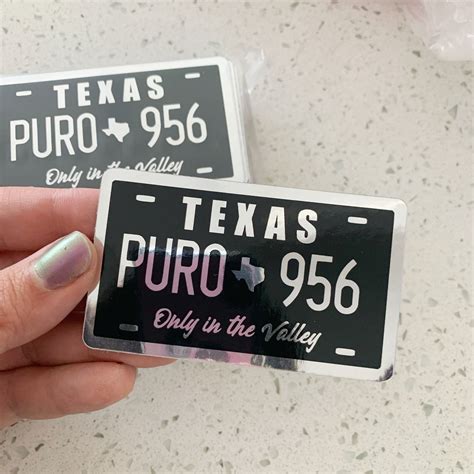 TEXAS
PURO 956
Only in the Valley
TEXAS
PURO 956
Only in the Valley